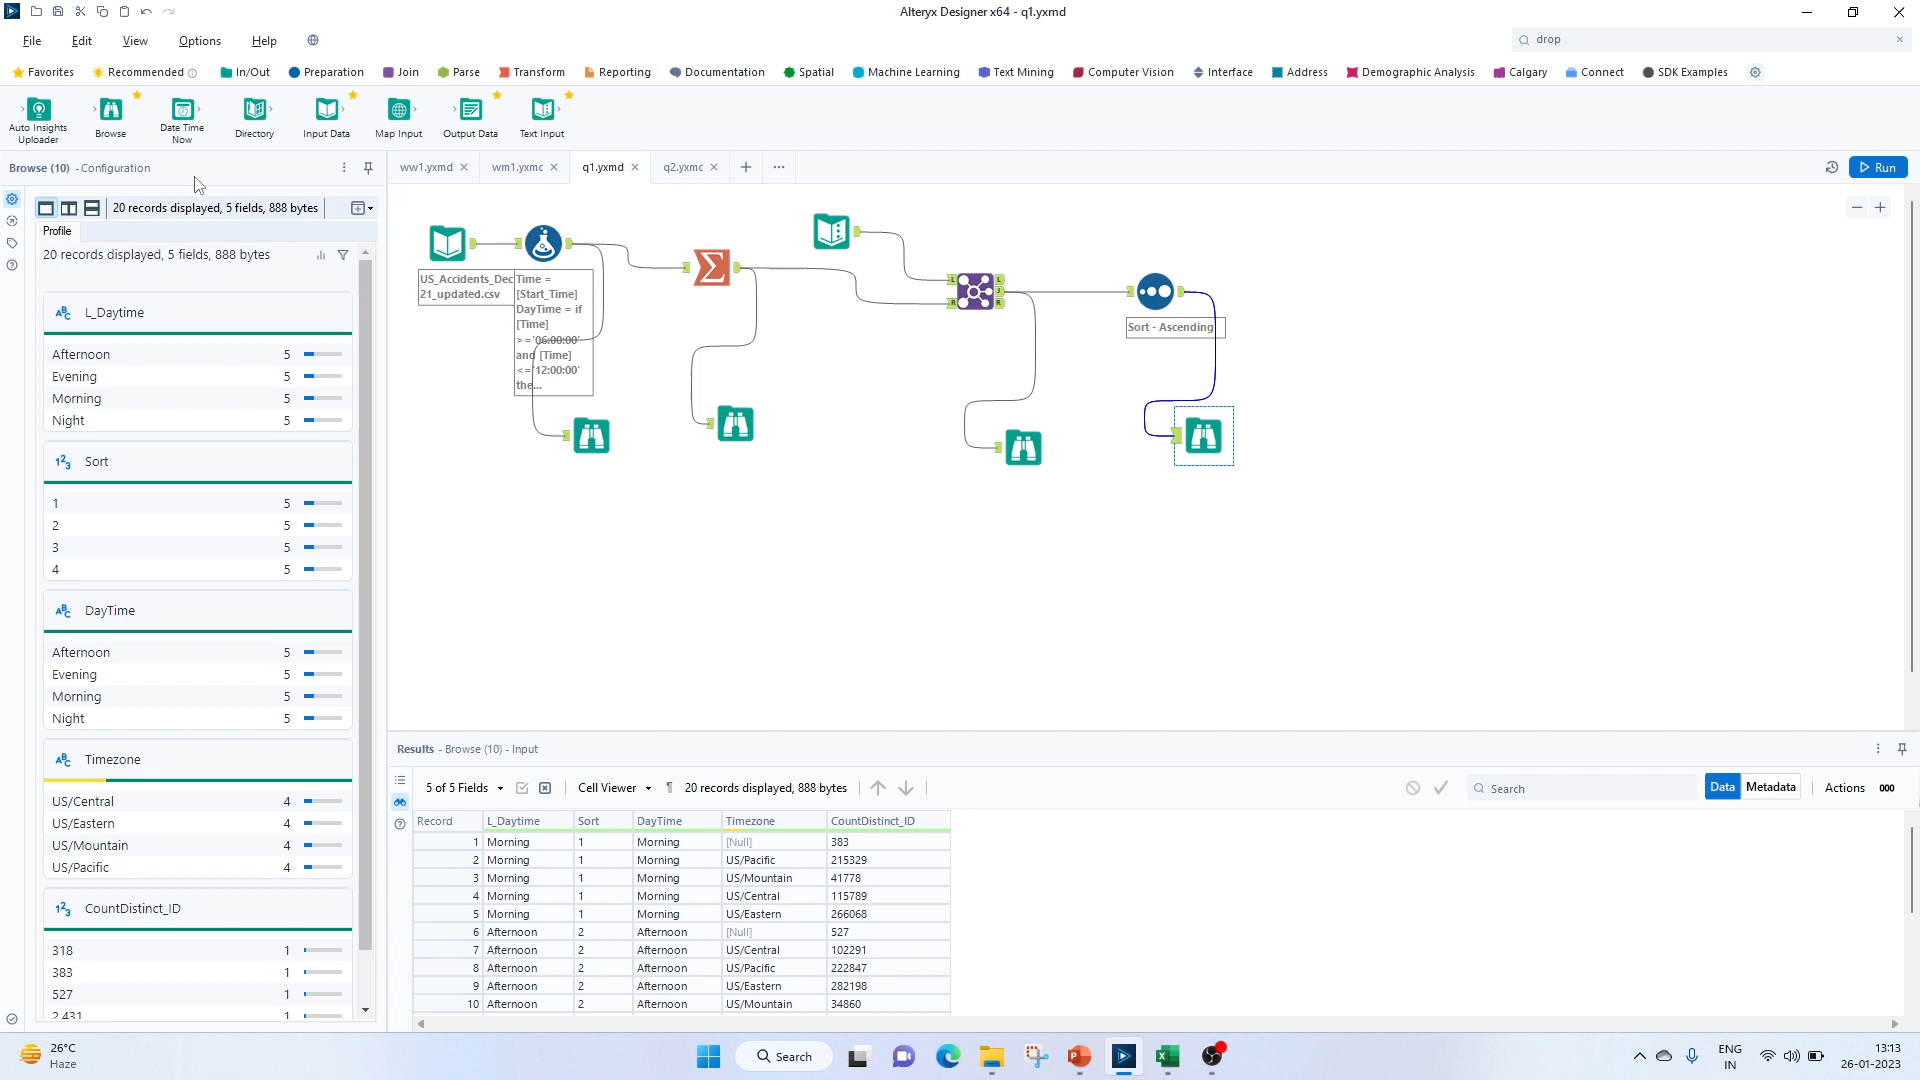 Alteryx Designer x64 - q1.yxmd
File Edit View Options Help
drop
Favorites Recommended In/Out Preparation Join Parse Transform Reporting Documentation Spatial Machine Learning Text Mining Computer Vision Interface Address Demographic Analysis Calgary Connect SDK Examples
Auto Insights
Uploader
Browse
Date Time
Now
Directory
Input Data
Map Input
Output Data
Text Input
Browse (10) - Configuration
ww1.yxmd wm1.yxmc q1.yxmd q2.yxmc
Run
20 records displayed, 5 fields, 888 bytes
Profile
20 records displayed, 5 fields, 888 bytes
L_Daytime
Afternoon 5
Evening 5
Morning 5
Night 5
Sort
1 5
2 5
3 5
4 5
DayTime
Afternoon 5
Evening 5
Morning 5
Night 5
Timezone
US/Central 4
US/Eastern 4
US/Mountain 4
US/Pacific 4
CountDistinct_ID
318 1
383 1
527 1
2,431 1
US_Accidents_Dec
21_updated.csv
Time =
[Start_Time]
DayTime = if
[Time]
>='06:00:00'
and [Time]
<='12:00:00'
the...
L
R
L
J
R
Sort - Ascending
Results - Browse (10) - Input
5 of 5 Fields Cell Viewer 20 records displayed, 888 bytes Search Data Metadata Actions 000
Record L_Daytime Sort DayTime Timezone CountDistinct_ID
1 Morning 1 Morning [Null] 383
2 Morning 1 Morning US/Pacific 215329
3 Morning 1 Morning US/Mountain 41778
4 Morning 1 Morning US/Central 115789
5 Morning 1 Morning US/Eastern 266068
6 Afternoon 2 Afternoon [Null] 527
7 Afternoon 2 Afternoon US/Central 102291
8 Afternoon 2 Afternoon US/Pacific 222847
9 Afternoon 2 Afternoon US/Eastern 282198
10 Afternoon 2 Afternoon US/Mountain 34860
26°C
Haze
Search
ENG
IN
13:13
26-01-2023